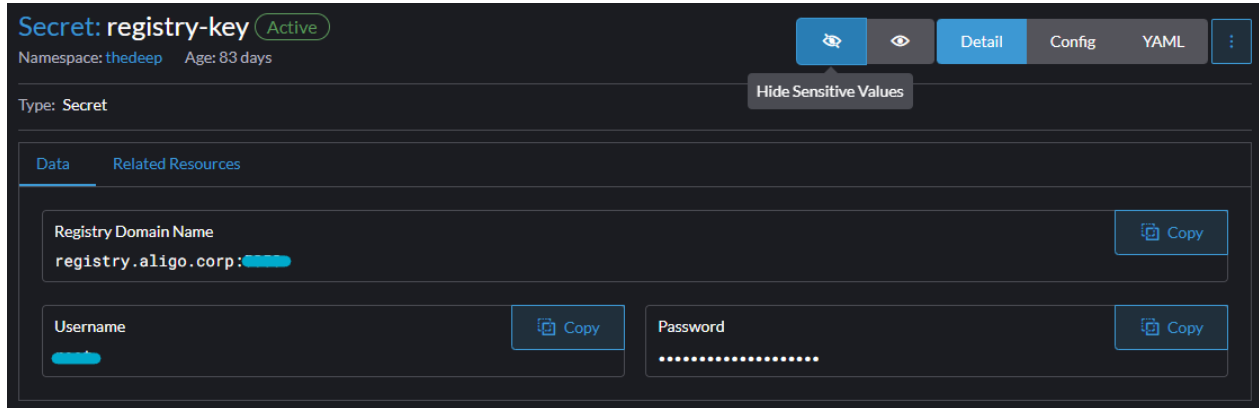 Secret: registry-key Active
Namespace: thedeep Age: 83 days
Detail Config YAML
Hide Sensitive Values
Type: Secret
Data Related Resources
Registry Domain Name
Copy
registry.aligo.corp:
Username
Copy
Password
Copy
••••••••••••••••••••